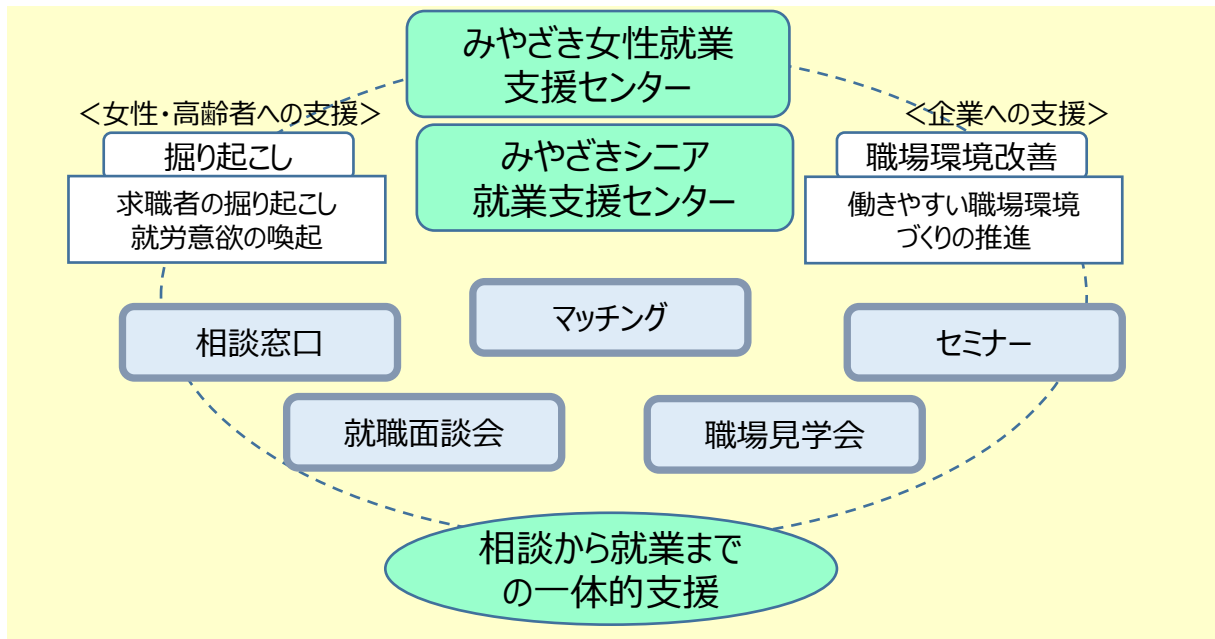 みやざき女性就業
支援センター
<女性・高齢者への支援>
<企業への支援>
掘り起こし
みやざきシニア
就業支援センター
職場環境改善
求職者の掘り起こし
就労意欲の喚起
働きやすい職場環境
づくりの推進
マッチング
相談窓口
セミナー
就職面談会
職場見学会
相談から就業まで
の一体的支援